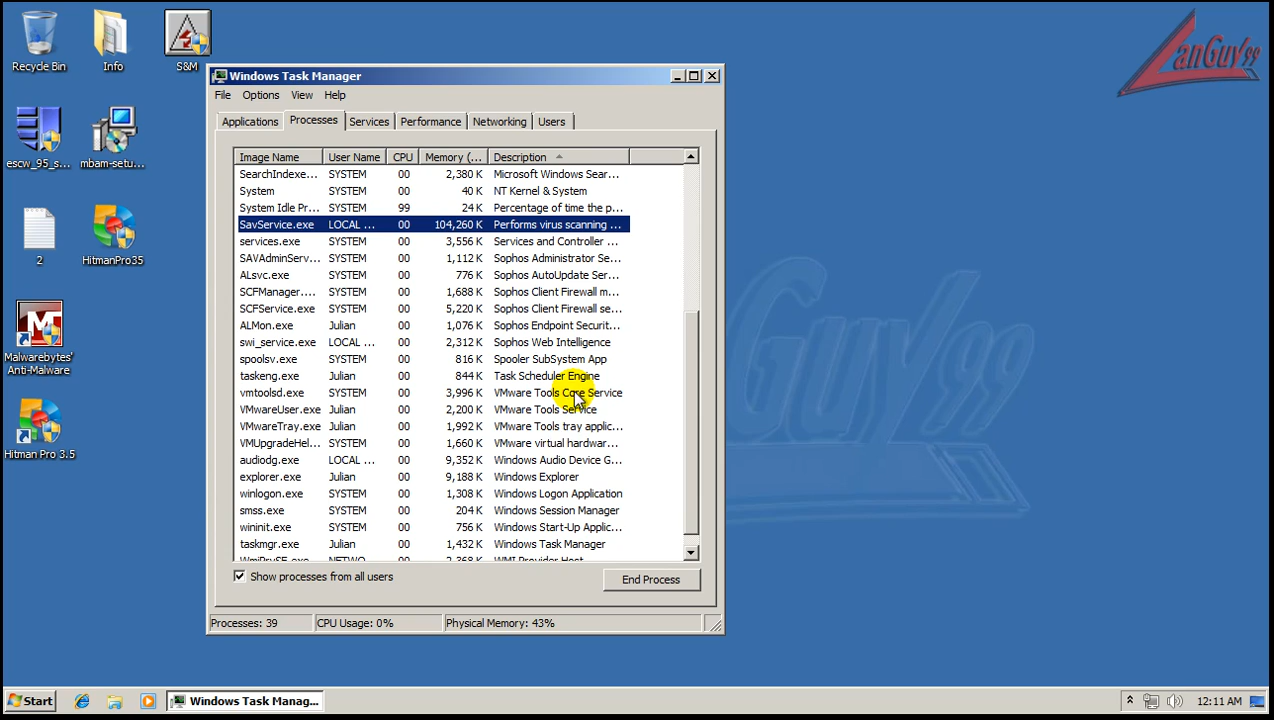 Recycle Bin
Info
S&M
escw_95_s...
mbam-setu...
2
HitmanPro35
Malwarebytes'
Anti-Malware
Hitman Pro 3.5
LanGuy99
Windows Task Manager
File Options View Help
Applications Processes Services Performance Networking Users
Image Name User Name CPU Memory (... Description
SearchIndexe... SYSTEM 00 2,380 K Microsoft Windows Sear...
System SYSTEM 00 40 K NT Kernel & System
System Idle Pr... SYSTEM 99 24 K Percentage of time the p...
SavService.exe LOCAL ... 00 104,260 K Performs virus scanning ...
services.exe SYSTEM 00 3,556 K Services and Controller ...
SAVAdminServ... SYSTEM 00 1,112 K Sophos Administrator Se...
ALsvc.exe SYSTEM 00 776 K Sophos AutoUpdate Ser...
SCFManager.... SYSTEM 00 1,688 K Sophos Client Firewall m...
SCFService.exe SYSTEM 00 5,220 K Sophos Client Firewall se...
ALMon.exe Julian 00 1,076 K Sophos Endpoint Securit...
swi_service.exe SYSTEM 00 2,312 K Sophos Web Intelligence
spoolsv.exe SYSTEM 00 816 K Spooler SubSystem App
taskeng.exe Julian 00 844 K Task Scheduler Engine
vmtoolsd.exe SYSTEM 00 3,996 K VMware Tools Core Service
VMwareUser.exe Julian 00 2,200 K VMware Tools Service
VMwareTray.exe Julian 00 1,992 K VMware Tools tray applic...
VMUpgradeHel... SYSTEM 00 1,660 K VMware virtual hardwar...
audiodg.exe LOCAL ... 00 9,352 K Windows Audio Device G...
explorer.exe Julian 00 9,188 K Windows Explorer
winlogon.exe SYSTEM 00 1,308 K Windows Logon Application
smss.exe SYSTEM 00 204 K Windows Session Manager
wininit.exe SYSTEM 00 756 K Windows Start-Up Applic...
taskmgr.exe Julian 00 1,432 K Windows Task Manager
WmiPrvSE.exe NETWO... 00 2,368 K WMI Provider Host
Show processes from all users
End Process
Processes: 39 CPU Usage: 0% Physical Memory: 43%
LanGuy99
Start
Windows Task Manag...
12:11 AM